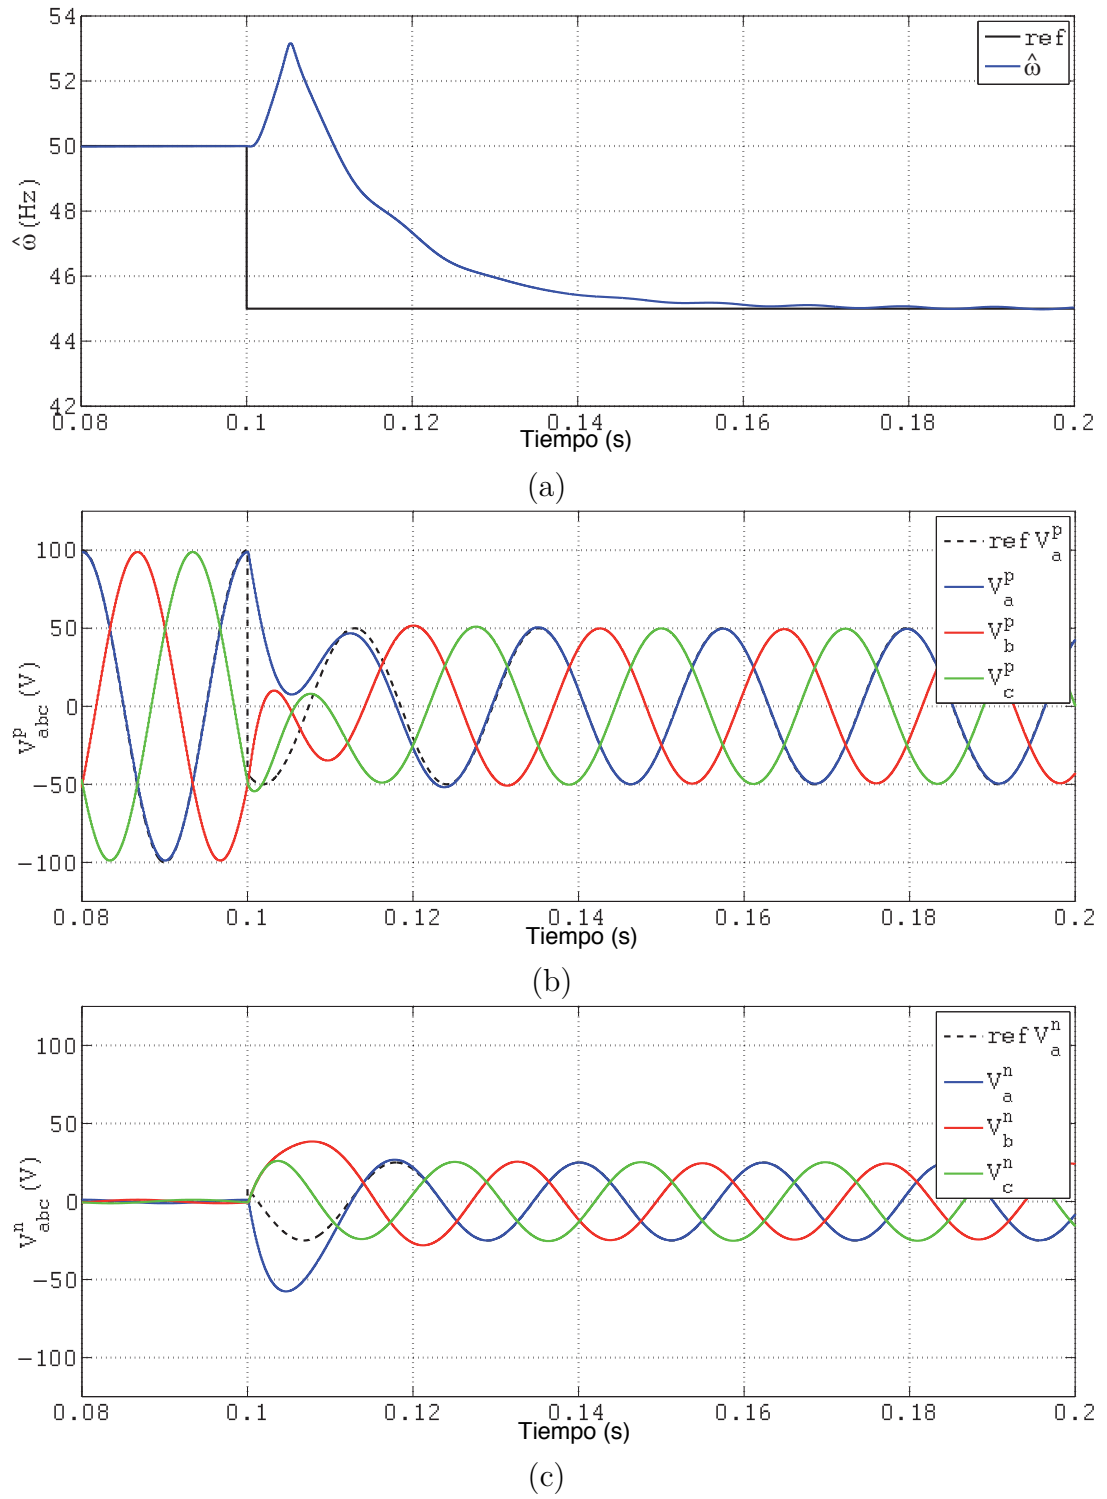 54
52
50
48
46
44
42
ω̂ (Hz)
ref
ω̂
0.08 0.1 0.12 0.14 0.16 0.18 0.2
Tiempo (s)
(a)
100
50
0
−50
−100
V^p_abc (V)
ref V^p_a
V^p_a
V^p_b
V^p_c
0.08 0.1 0.12 0.14 0.16 0.18 0.2
Tiempo (s)
(b)
100
50
0
−50
−100
V^n_abc (V)
ref V^n_a
V^n_a
V^n_b
V^n_c
0.08 0.1 0.12 0.14 0.16 0.18 0.2
Tiempo (s)
(c)